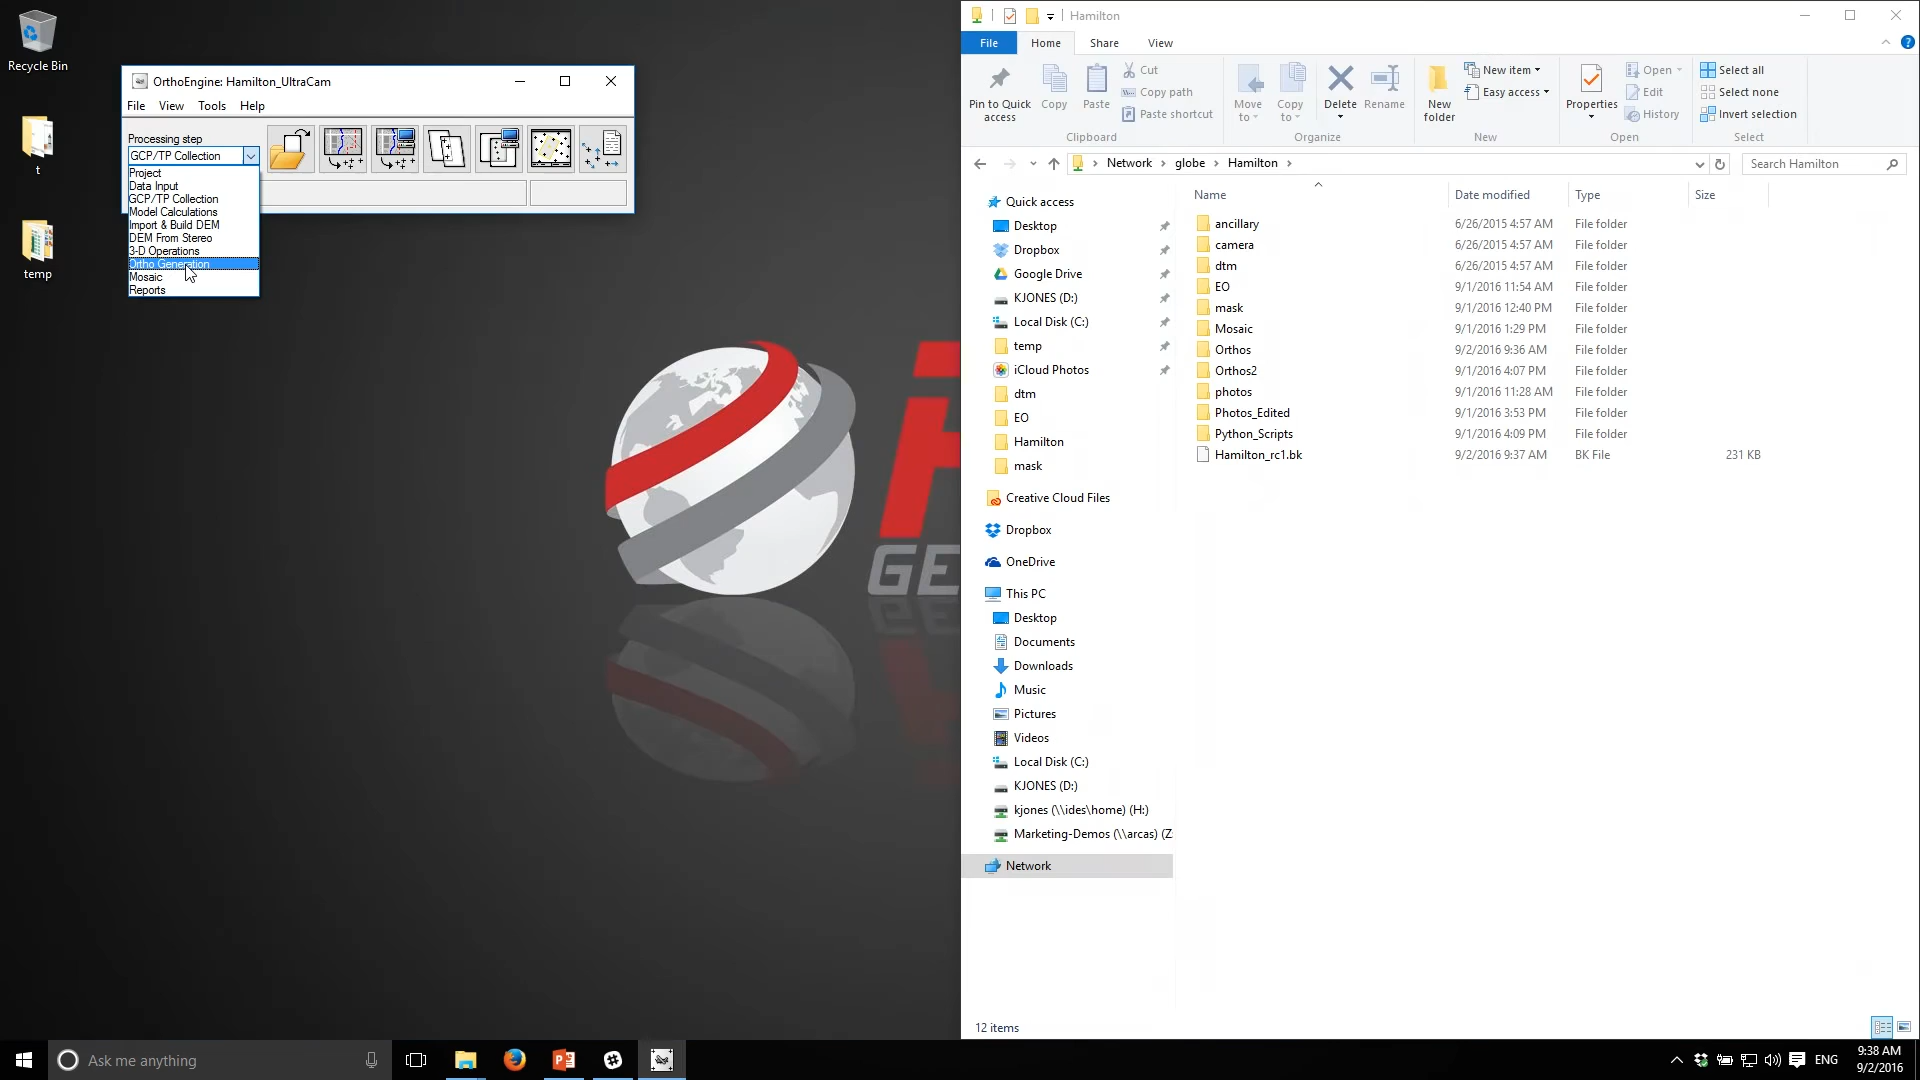 Recycle Bin
t
temp
OrthoEngine: Hamilton_UltraCam
File View Tools Help
Processing step
GCP/TP Collection
Project
Data Input
GCP/TP Collection
Model Calculations
Import & Build DEM
DEM From Stereo
3-D Operations
Ortho Generation
Mosaic
Reports
GE
Hamilton
File Home Share View
Pin to Quick access
Copy
Paste
Cut
Copy path
Paste shortcut
Clipboard
Move to
Copy to
Delete
Rename
Organize
New folder
New item
Easy access
New
Properties
Open
Edit
History
Open
Select all
Select none
Invert selection
Select
Network > globe > Hamilton >
Search Hamilton
Quick access
Desktop
Dropbox
Google Drive
KJONES (D:)
Local Disk (C:)
temp
iCloud Photos
dtm
EO
Hamilton
mask
Creative Cloud Files
Dropbox
OneDrive
This PC
Desktop
Documents
Downloads
Music
Pictures
Videos
Local Disk (C:)
KJONES (D:)
kjones (\\ides\home) (H:)
Marketing-Demos (\\arcas) (Z
Network
Name Date modified Type Size
ancillary 6/26/2015 4:57 AM File folder
camera 6/26/2015 4:57 AM File folder
dtm 6/26/2015 4:57 AM File folder
EO 9/1/2016 11:54 AM File folder
mask 9/1/2016 12:40 PM File folder
Mosaic 9/1/2016 1:29 PM File folder
Orthos 9/2/2016 9:36 AM File folder
Orthos2 9/1/2016 4:07 PM File folder
photos 9/1/2016 11:28 AM File folder
Photos_Edited 9/1/2016 3:53 PM File folder
Python_Scripts 9/1/2016 4:09 PM File folder
Hamilton_rc1.bk 9/2/2016 9:37 AM BK File 231 KB
12 items
Ask me anything
ENG
9:38 AM
9/2/2016